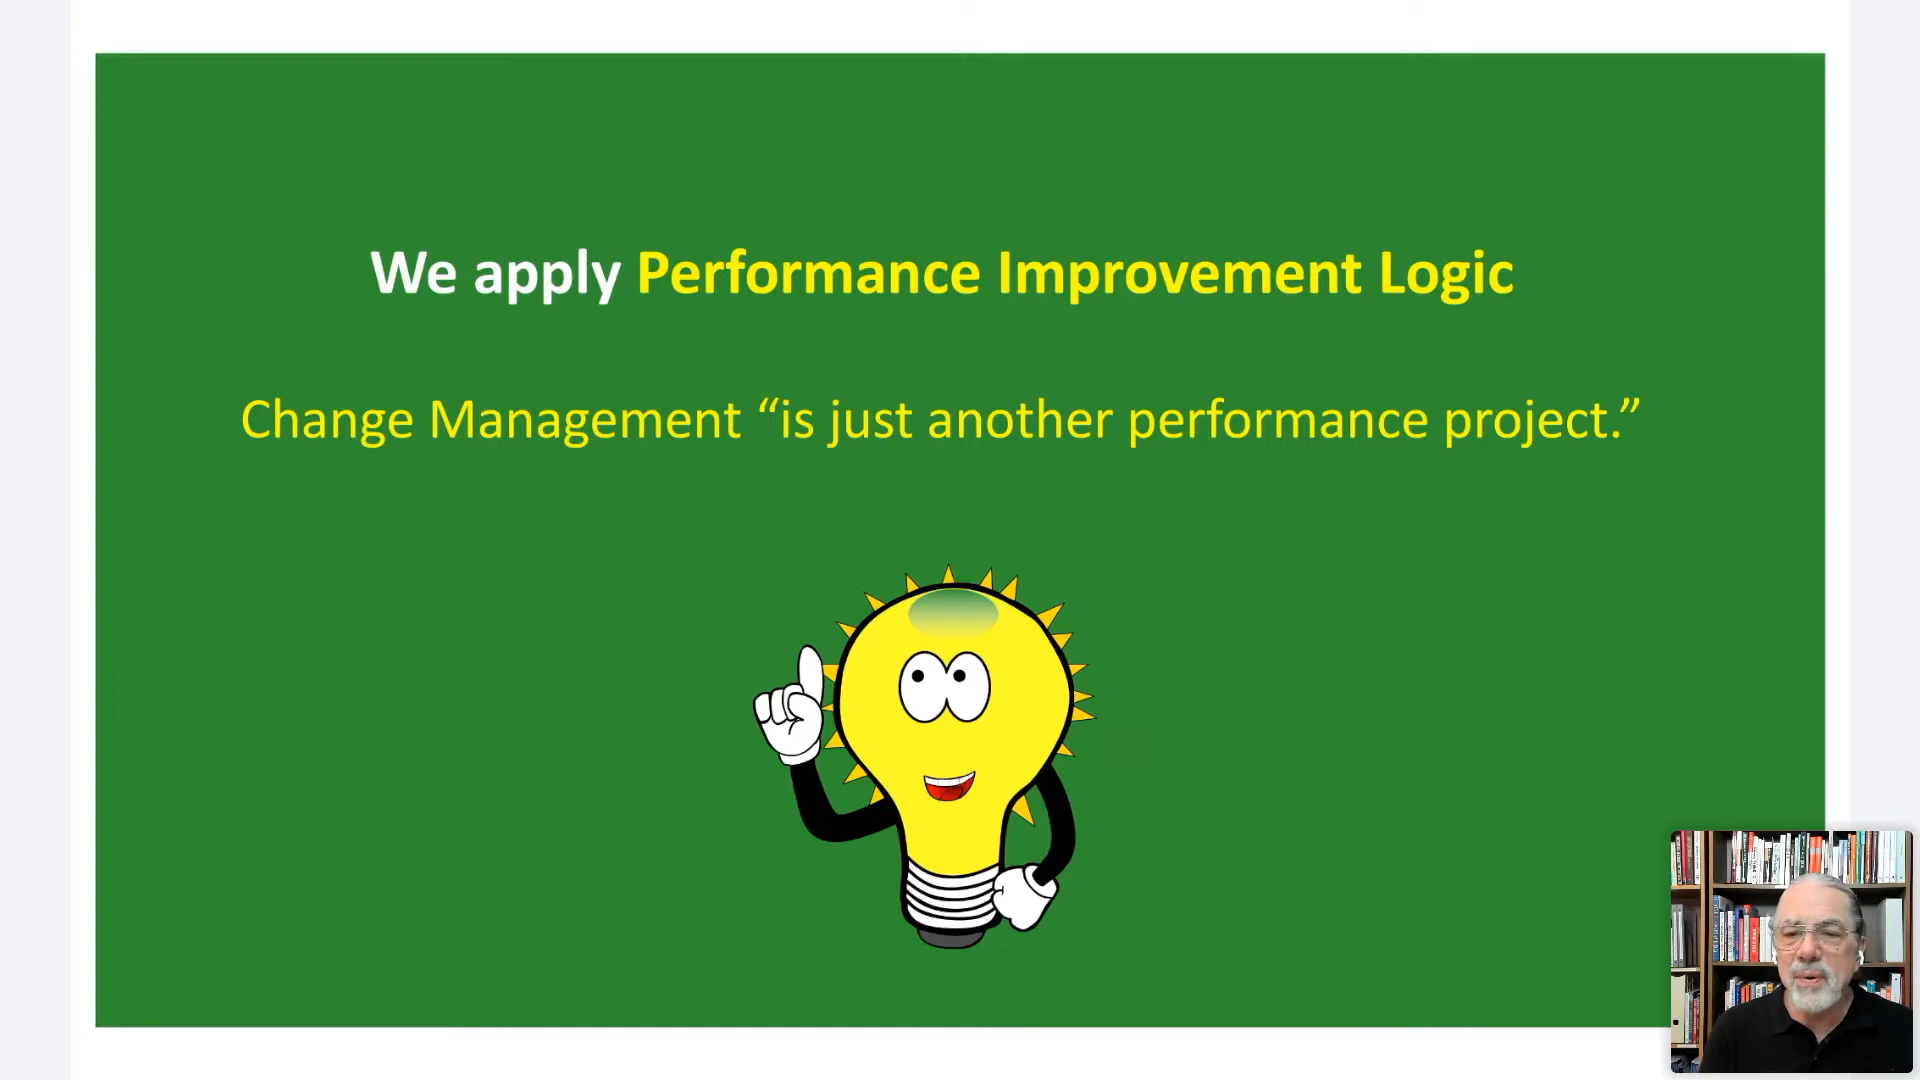 We apply Performance Improvement Logic
Change Management “is just another performance project.”